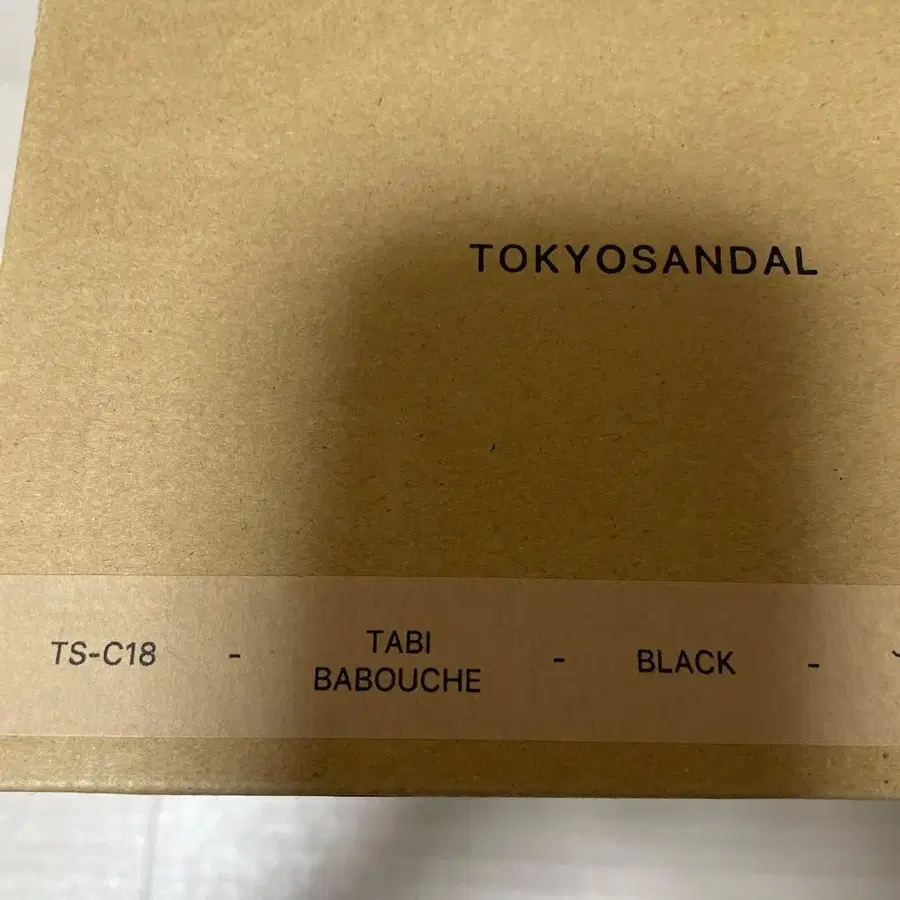 TOKYOSANDAL
TS-C18 - TABI BABOUCHE - BLACK -